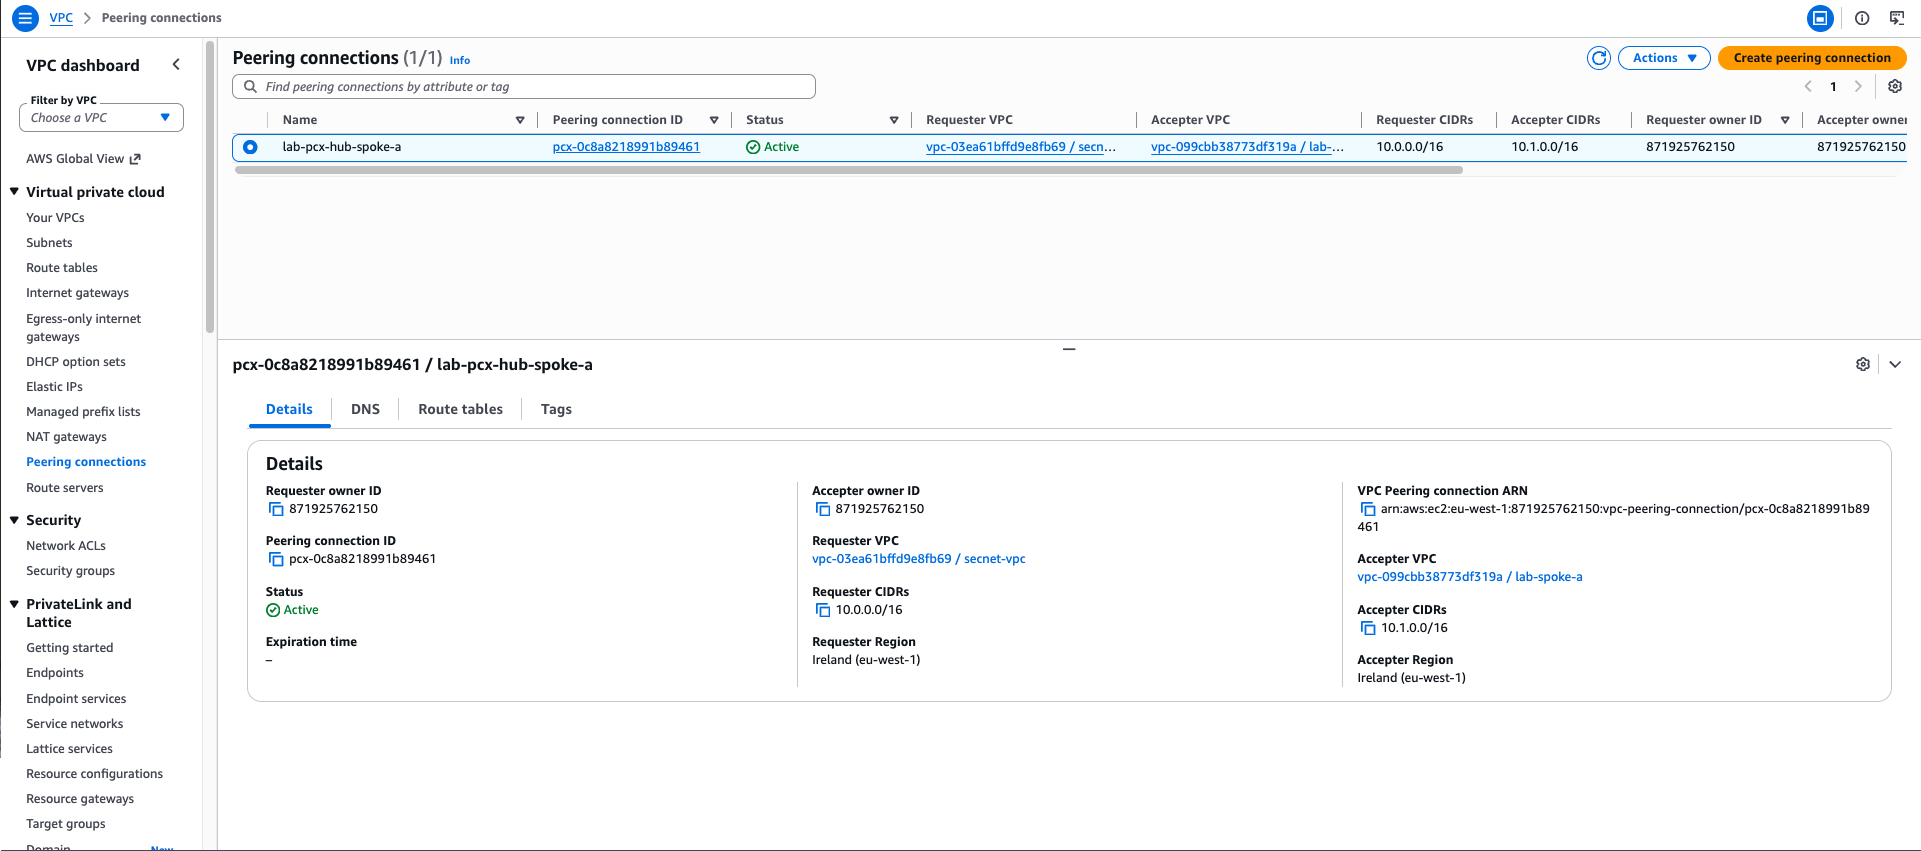 VPC > Peering connections
VPC dashboard
Filter by VPC
Choose a VPC
AWS Global View
Virtual private cloud
Your VPCs
Subnets
Route tables
Internet gateways
Egress-only internet
gateways
DHCP option sets
Elastic IPs
Managed prefix lists
NAT gateways
Peering connections
Route servers
Security
Network ACLs
Security groups
PrivateLink and
Lattice
Getting started
Endpoints
Endpoint services
Service networks
Lattice services
Resource configurations
Resource gateways
Target groups
Domain New
Peering connections (1/1) Info
Actions
Create peering connection
Find peering connections by attribute or tag
1
Name Peering connection ID Status Requester VPC Accepter VPC Requester CIDRs Accepter CIDRs Requester owner ID Accepter owner
lab-pcx-hub-spoke-a pcx-0c8a8218991b89461 Active vpc-03ea61bffd9e8fb69 / secn... vpc-099cbb38773df319a / lab-... 10.0.0.0/16 10.1.0.0/16 871925762150 871925762150
pcx-0c8a8218991b89461 / lab-pcx-hub-spoke-a
Details DNS Route tables Tags
Details
Requester owner ID
871925762150
Peering connection ID
pcx-0c8a8218991b89461
Status
Active
Expiration time
–
Accepter owner ID
871925762150
Requester VPC
vpc-03ea61bffd9e8fb69 / secnet-vpc
Requester CIDRs
10.0.0.0/16
Requester Region
Ireland (eu-west-1)
VPC Peering connection ARN
arn:aws:ec2:eu-west-1:871925762150:vpc-peering-connection/pcx-0c8a8218991b89
461
Accepter VPC
vpc-099cbb38773df319a / lab-spoke-a
Accepter CIDRs
10.1.0.0/16
Accepter Region
Ireland (eu-west-1)